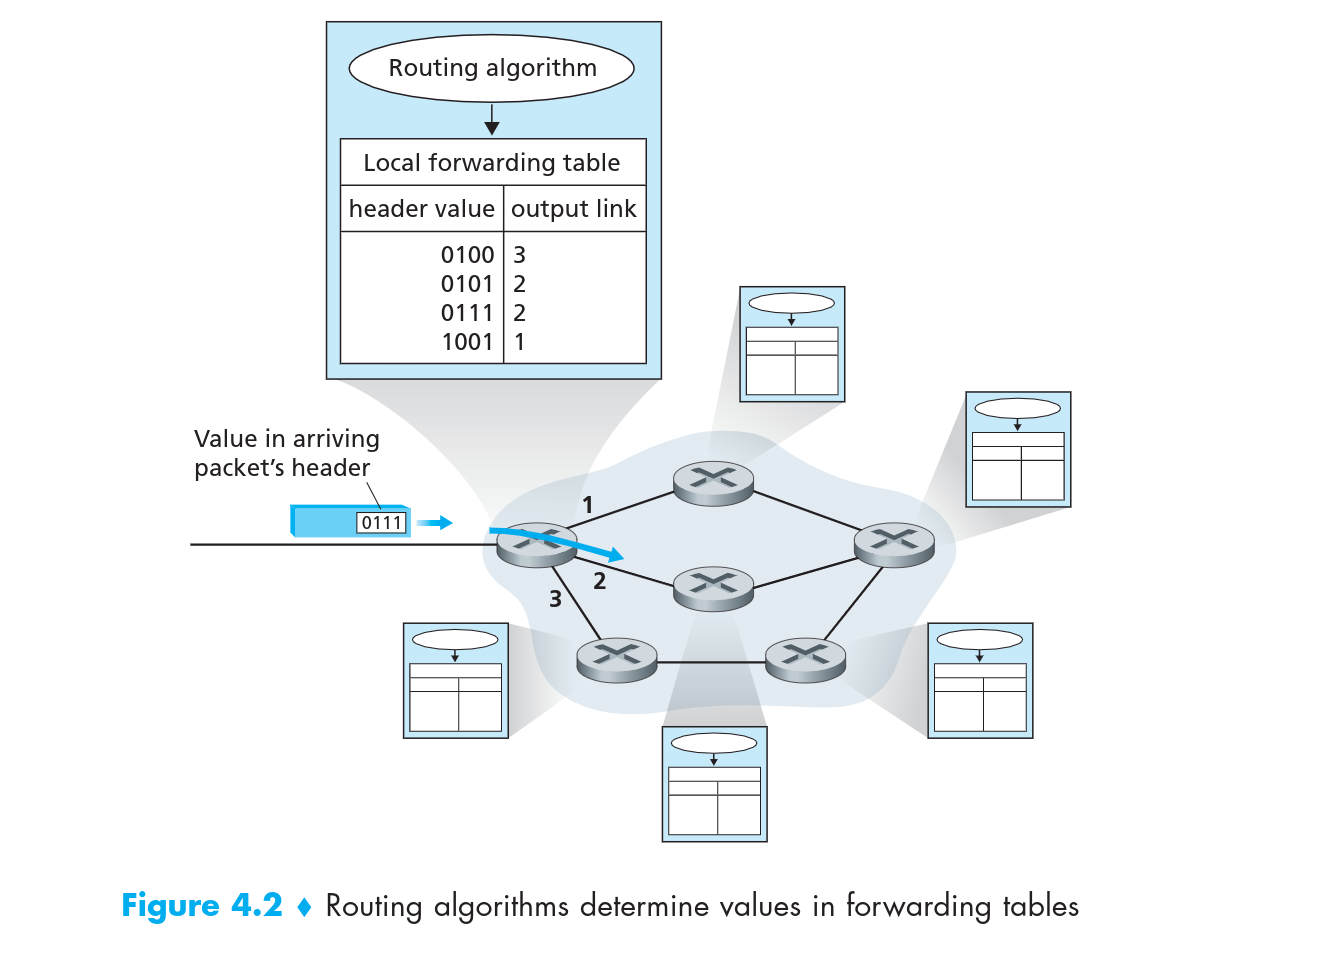 Routing algorithm
Local forwarding table
header value output link
0100 3
0101 2
0111 2
1001 1
Value in arriving
packet’s header
0111
1
2
3
Figure 4.2 ♦ Routing algorithms determine values in forwarding tables